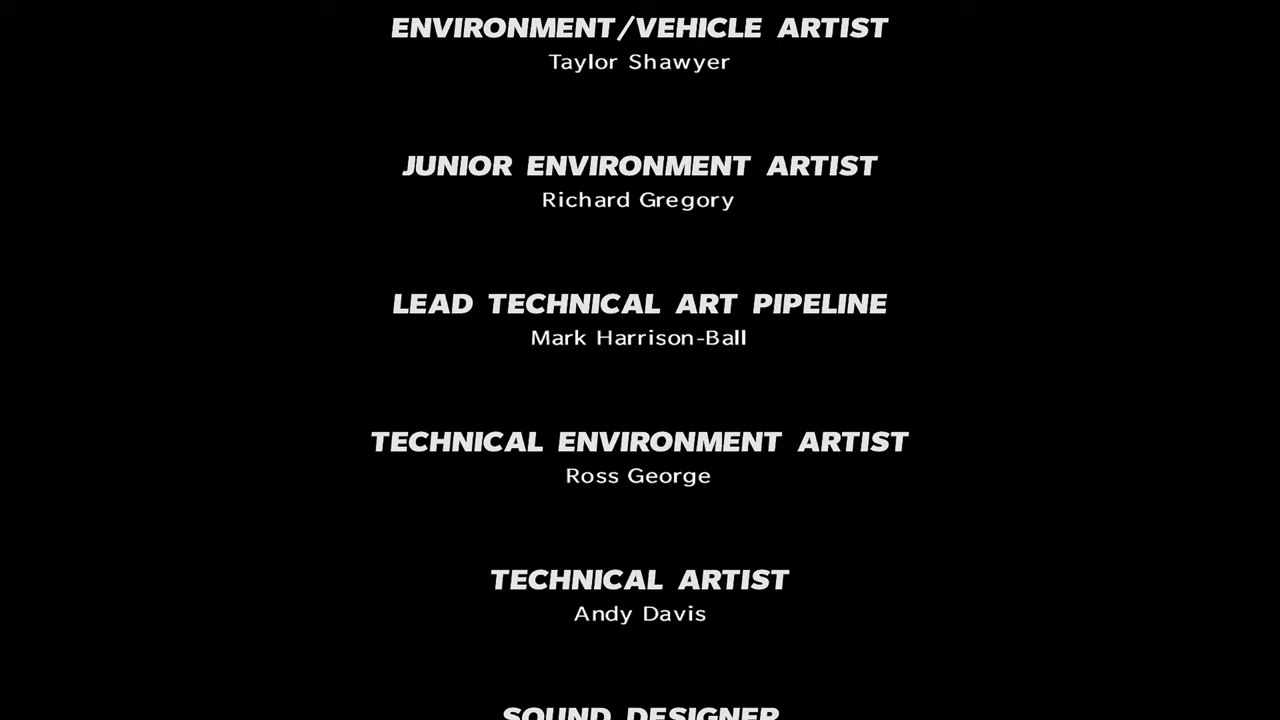 ENVIRONMENT/VEHICLE ARTIST
Taylor Shawyer
JUNIOR ENVIRONMENT ARTIST
Richard Gregory
LEAD TECHNICAL ART PIPELINE
Mark Harrison-Ball
TECHNICAL ENVIRONMENT ARTIST
Ross George
TECHNICAL ARTIST
Andy Davis
SOUND DESIGNER